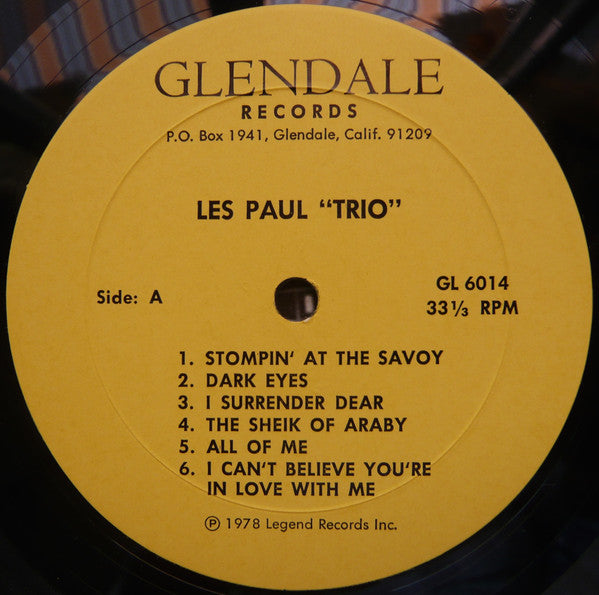 GLENDALE
RECORDS
P.O. Box 1941, Glendale, Calif. 91209
LES PAUL “TRIO”
Side: A
GL 6014
33⅓ RPM
1. STOMPIN' AT THE SAVOY
2. DARK EYES
3. I SURRENDER DEAR
4. THE SHEIK OF ARABY
5. ALL OF ME
6. I CAN'T BELIEVE YOU'RE
IN LOVE WITH ME
℗ 1978 Legend Records Inc.